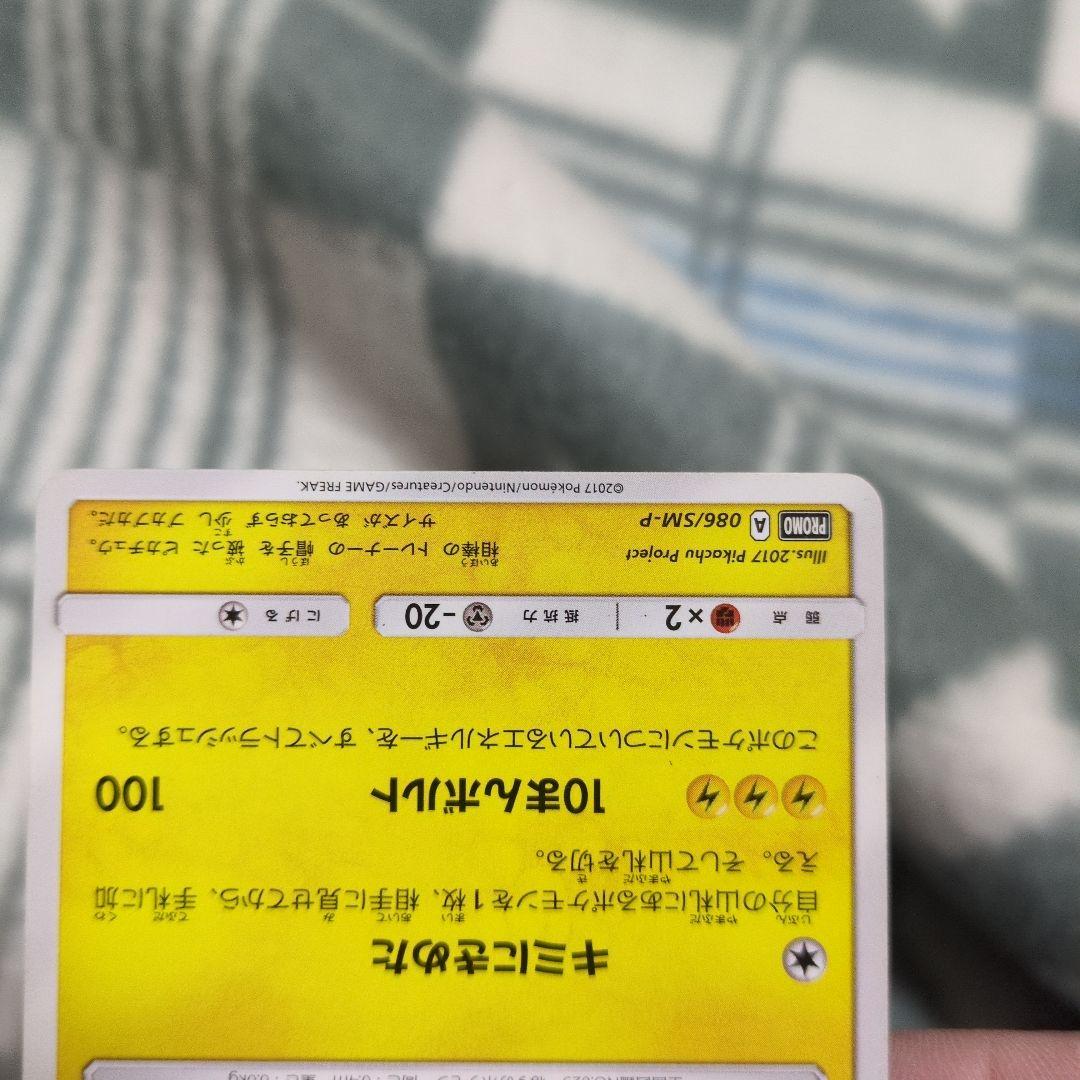 キミにきめた
自分の山札にあるポケモンを1枚、相手に見せてから、手札に加
える。そして山札を切る。
10まんボルト 100
このポケモンについているエネルギーを、すべてトラッシュする。
弱点 ×2 抵抗力 -20 にげる
Illus. 2017 Pikachu Project
PROMO A 086/SM-P
相棒の トレーナーの 帽子を 被った ピカチュウ。
サイズが あっておらず 少し ブカブカだ。
©2017 Pokémon/Nintendo/Creatures/GAME FREAK.